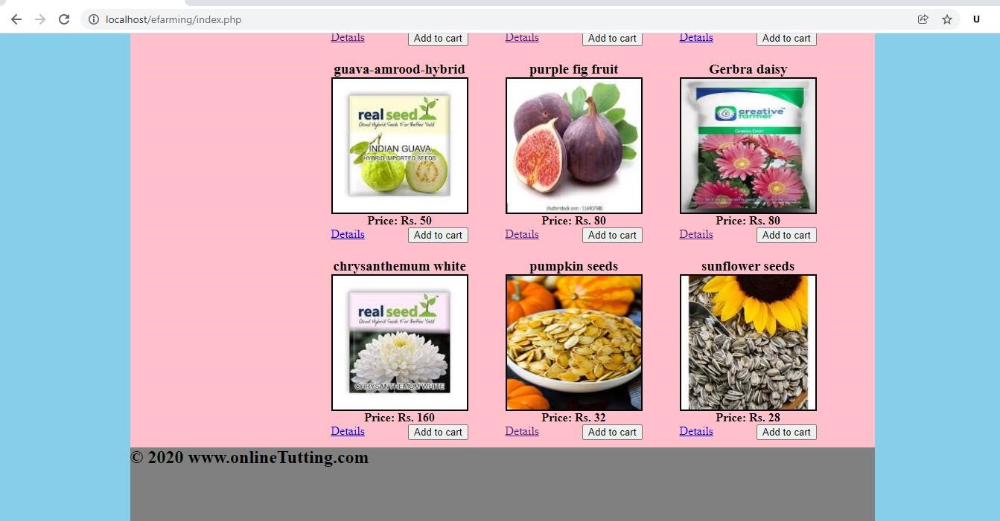 localhost/efarming/index.php
U
Details Add to cart Details Add to cart Details Add to cart
guava-amrood-hybrid purple fig fruit Gerbra daisy
real seed
Good Hybrid Seeds For Better Yield
INDIAN GUAVA
HYBRID IMPORTED SEEDS
shutterstock.com · 116907580
creative farmer
GERBERA DAISY
Price: Rs. 50 Price: Rs. 80 Price: Rs. 80
Details Add to cart Details Add to cart Details Add to cart
chrysanthemum white pumpkin seeds sunflower seeds
real seed
Good Hybrid Seeds For Better Yield
CHRYSANTHEMUM WHITE
Price: Rs. 160 Price: Rs. 32 Price: Rs. 28
Details Add to cart Details Add to cart Details Add to cart
© 2020 www.onlineTutting.com